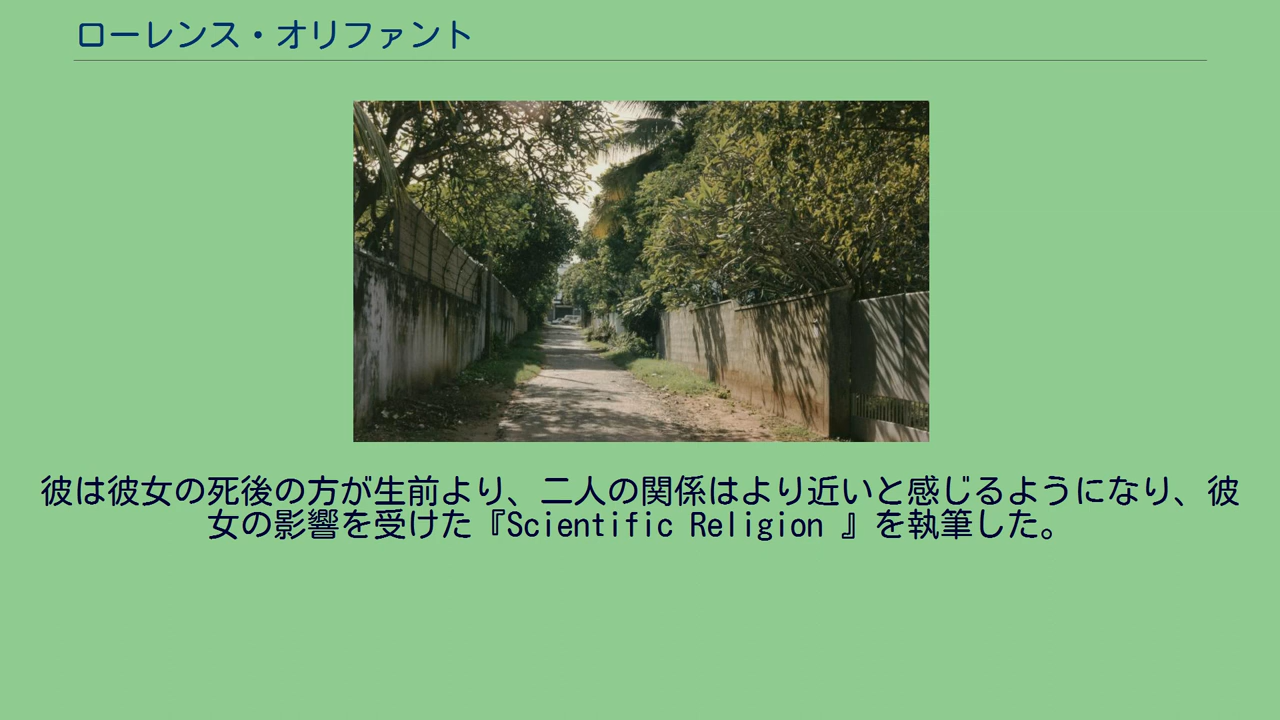 ローレンス・オリファント
彼は彼女の死後の方が生前より、二人の関係はより近いと感じるようになり、彼
女の影響を受けた『Scientific Religion 』を執筆した。